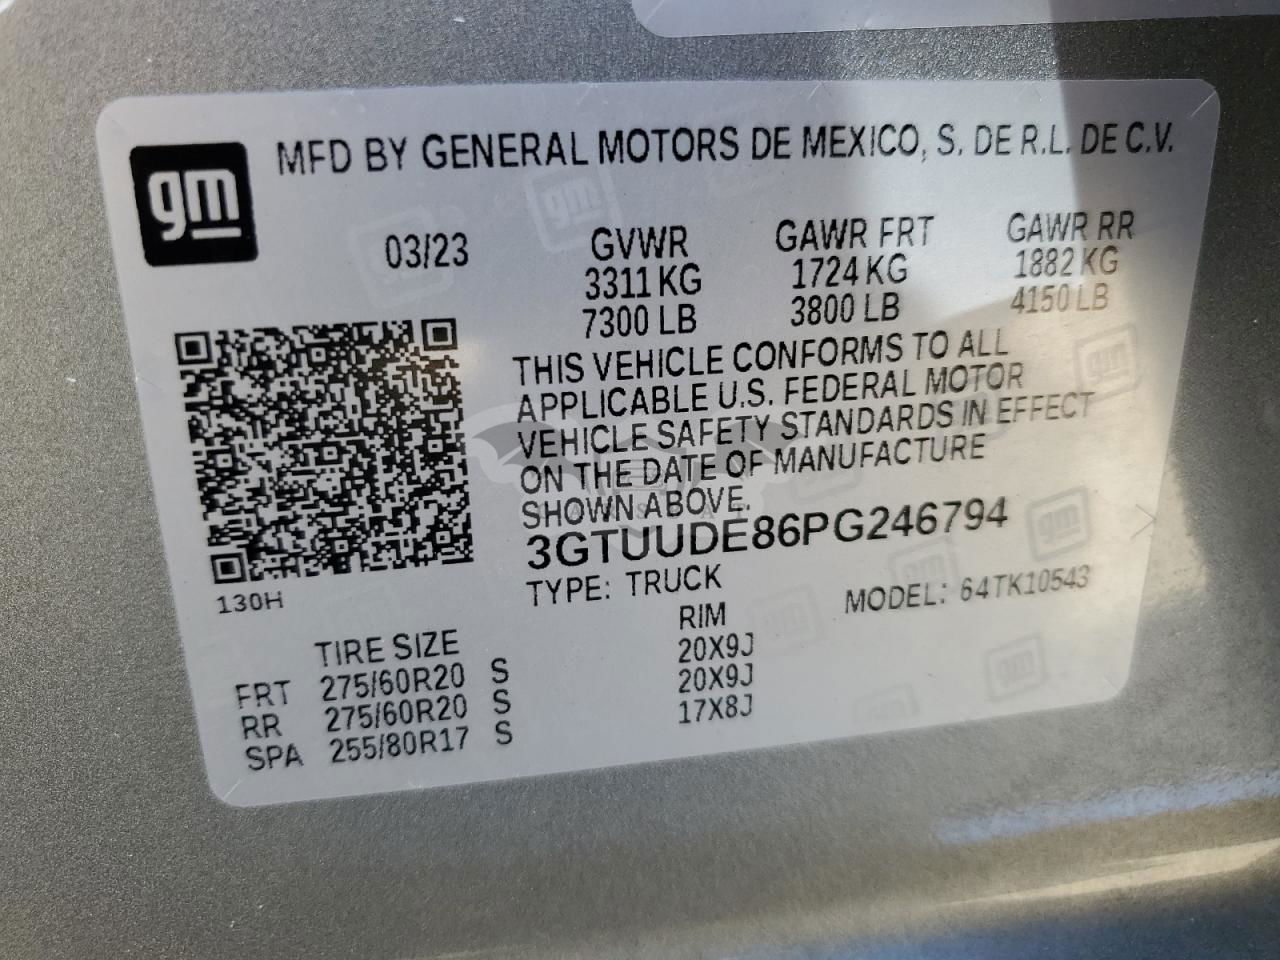 gm
MFD BY GENERAL MOTORS DE MEXICO, S. DE R.L. DE C.V.
03/23
GVWR
3311 KG
7300 LB
GAWR FRT
1724 KG
3800 LB
GAWR RR
1882 KG
4150 LB
THIS VEHICLE CONFORMS TO ALL
APPLICABLE U.S. FEDERAL MOTOR
VEHICLE SAFETY STANDARDS IN EFFECT
ON THE DATE OF MANUFACTURE
SHOWN ABOVE.
3GTUUDE86PG246794
TYPE: TRUCK
MODEL: 64TK10543
130H
TIRE SIZE
RIM
FRT 275/60R20 S 20X9J
RR 275/60R20 S 20X9J
SPA 255/80R17 S 17X8J